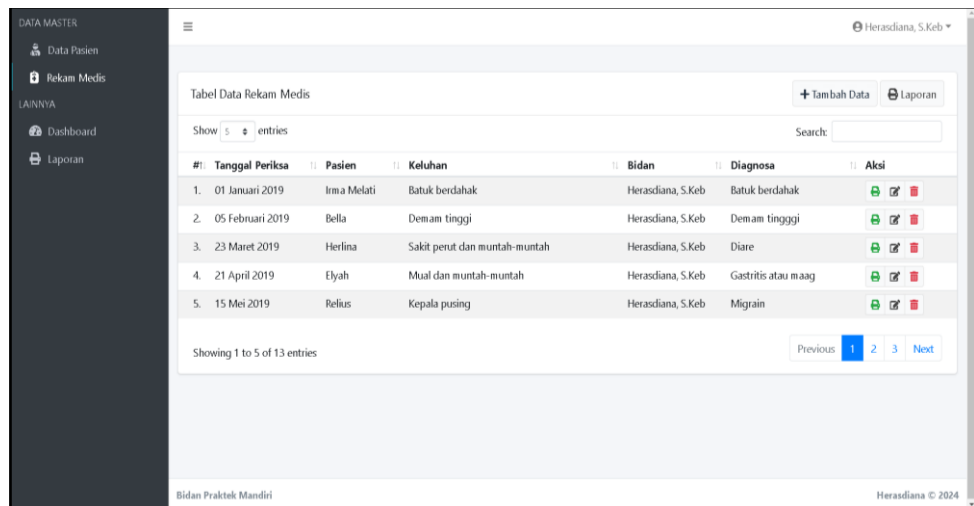 DATA MASTER
Data Pasien
Rekam Medis
LAINNYA
Dashboard
Laporan
Herasdiana, S.Keb
Tabel Data Rekam Medis
Tambah Data Laporan
Show 5 entries Search:
# Tanggal Periksa Pasien Keluhan Bidan Diagnosa Aksi
1. 01 Januari 2019 Irma Melati Batuk berdahak Herasdiana, S.Keb Batuk berdahak
2. 05 Februari 2019 Bella Demam tinggi Herasdiana, S.Keb Demam tingggi
3. 23 Maret 2019 Herlina Sakit perut dan muntah-muntah Herasdiana, S.Keb Diare
4. 21 April 2019 Elyah Mual dan muntah-muntah Herasdiana, S.Keb Gastritis atau maag
5. 15 Mei 2019 Relius Kepala pusing Herasdiana, S.Keb Migrain
Showing 1 to 5 of 13 entries Previous 1 2 3 Next
Bidan Praktek Mandiri Herasdiana © 2024